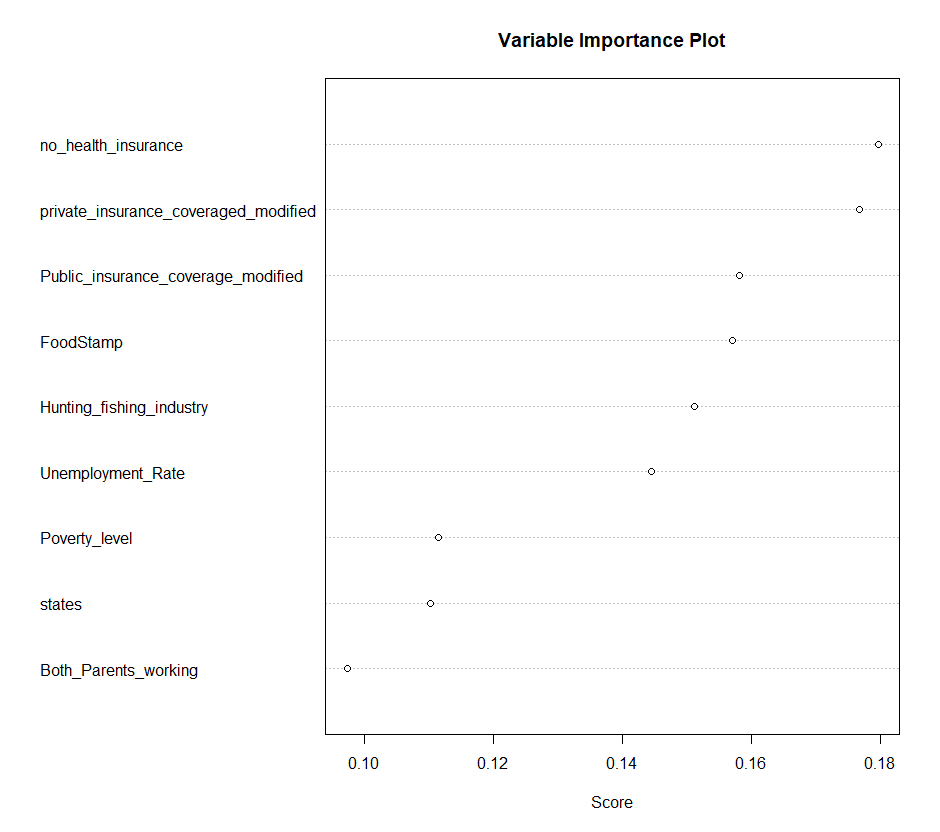 Variable Importance Plot
no_health_insurance
private_insurance_coveraged_modified
Public_insurance_coverage_modified
FoodStamp
Hunting_fishing_industry
Unemployment_Rate
Poverty_level
states
Both_Parents_working
0.10 0.12 0.14 0.16 0.18
Score